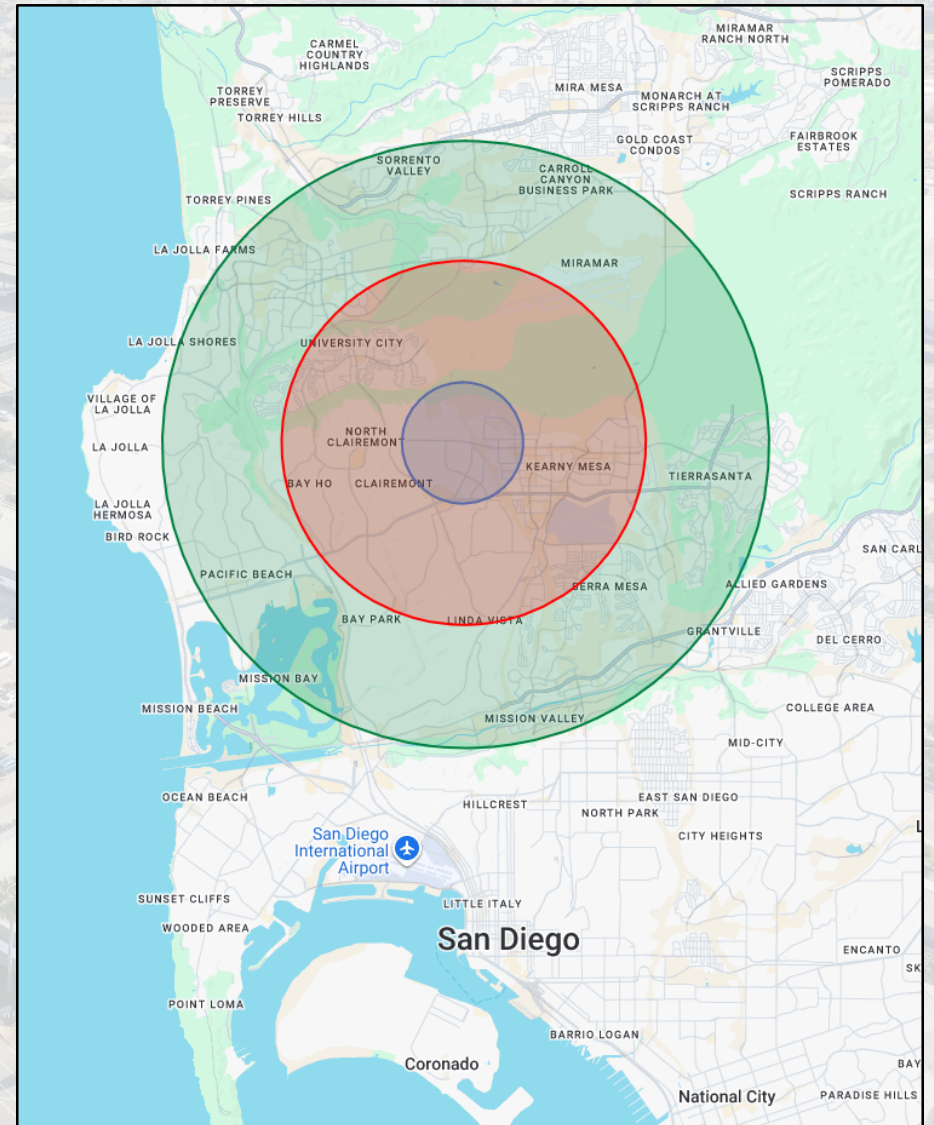 MIRAMAR
RANCH NORTH
CARMEL
COUNTRY
HIGHLANDS
SCRIPPS
POMERADO
TORREY
PRESERVE
MIRA MESA
MONARCH AT
SCRIPPS RANCH
TORREY HILLS
GOLD COAST
CONDOS
FAIRBROOK
ESTATES
SORRENTO
VALLEY
CARROLL
CANYON
BUSINESS PARK
TORREY PINES
SCRIPPS RANCH
LA JOLLA FARMS
MIRAMAR
LA JOLLA SHORES
UNIVERSITY CITY
VILLAGE OF
LA JOLLA
NORTH
CLAIREMONT
LA JOLLA
KEARNY MESA
BAY HO
CLAIREMONT
TIERRASANTA
LA JOLLA
HERMOSA
BIRD ROCK
SAN CARL
PACIFIC BEACH
SERRA MESA
ALLIED GARDENS
BAY PARK
LINDA VISTA
GRANTVILLE
DEL CERRO
MISSION BAY
MISSION BEACH
MISSION VALLEY
COLLEGE AREA
MID-CITY
OCEAN BEACH
HILLCREST
EAST SAN DIEGO
NORTH PARK
San Diego
International
Airport
CITY HEIGHTS
L
SUNSET CLIFFS
LITTLE ITALY
WOODED AREA
San Diego
ENCANTO
SK
POINT LOMA
BARRIO LOGAN
Coronado
BAY
National City
PARADISE HILLS